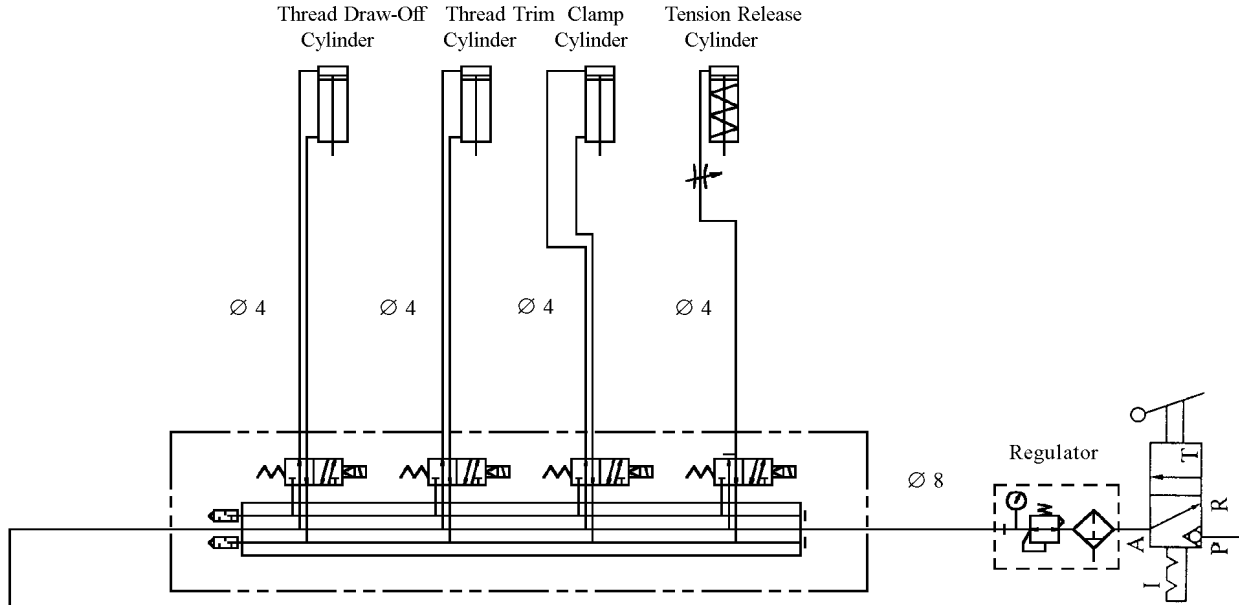 Thread Draw-Off Cylinder
Thread Trim Cylinder
Clamp Cylinder
Tension Release Cylinder
∅ 4
∅ 4
∅ 4
∅ 4
∅ 8
Regulator
T
R
A
P
I